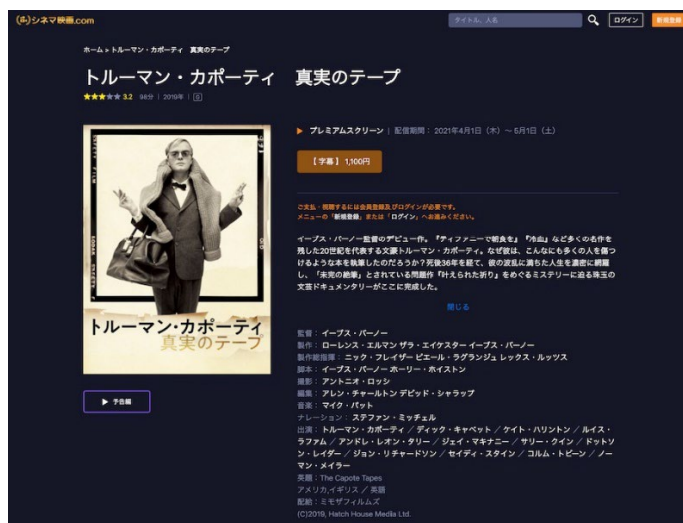 シネマ映画.com
タイトル、人名
ログイン
新規登録
ホーム » トルーマン・カポーティ 真実のテープ
トルーマン・カポーティ 真実のテープ
★★★★★ 3.2 98分 | 2019年 | G
▶ プレミアムスクリーン | 配信期間： 2021年4月1日（木）～ 5月1日（土）
【 字幕 】 1,100円
ご支払・視聴するには会員登録及びログインが必要です。
メニューの「新規登録」または「ログイン」へお進みください。
イーブス・バーノー監督のデビュー作。『ティファニーで朝食を』『冷血』など多くの名作を
残した20世紀を代表する文豪トルーマン・カポーティ。なぜ彼は、こんなにも多くの人を傷つ
けるような本を執筆したのだろうか？死後36年を経て、彼の波乱に満ちた人生を濃密に網羅
し、「未完の絶筆」とされている問題作『叶えられた祈り』をめぐるミステリーに迫る珠玉の
文芸ドキュメンタリーがここに完成した。
閉じる
トルーマン・カポーティ
真実のテープ
▶ 予告編
監督： イーブス・バーノー
製作： ローレンス・エルマン ザラ・エイケスター イーブス・バーノー
製作総指揮： ニック・フレイザー ピエール・ラグランジュ レックス・ルッツス
脚本： イーブス・バーノー ホーリー・ホイストン
撮影： アントニオ・ロッシ
編集： アレン・チャールトン デビッド・シャラップ
音楽： マイク・パット
ナレーション： ステファン・ミッチェル
出演： トルーマン・カポーティ ／ ディック・キャベット ／ ケイト・ハリントン ／ ルイス・
ラファム ／ アンドレ・レオン・タリー ／ ジェイ・マキナニー ／ サリー・クイン ／ ドットソ
ン・レイダー ／ ジョン・リチャードソン ／ セイディ・スタイン ／ コルム・トビーン ／ ノー
マン・メイラー
英題：The Capote Tapes
アメリカ,イギリス ／ 英語
配給： ミモザフィルムズ
(C)2019, Hatch House Media Ltd.